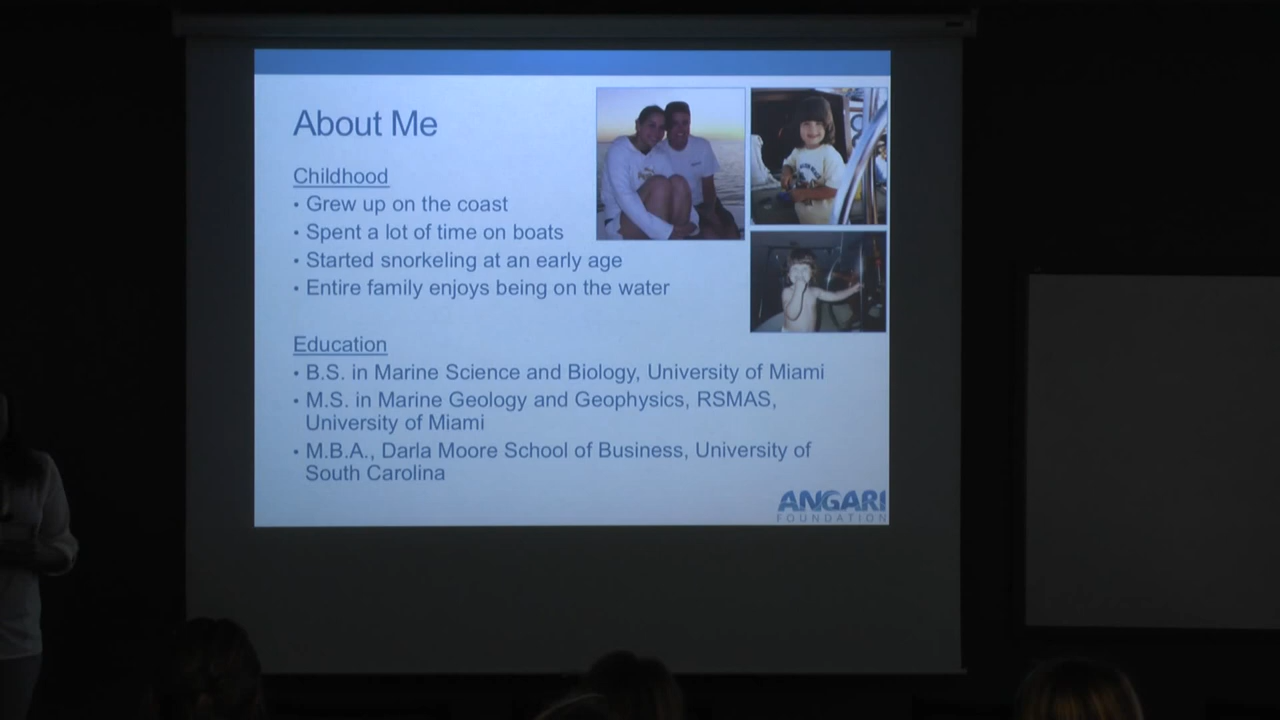 About Me
Childhood
• Grew up on the coast
• Spent a lot of time on boats
• Started snorkeling at an early age
• Entire family enjoys being on the water
Education
• B.S. in Marine Science and Biology, University of Miami
• M.S. in Marine Geology and Geophysics, RSMAS,
University of Miami
• M.B.A., Darla Moore School of Business, University of
South Carolina
ANGARI
FOUNDATION